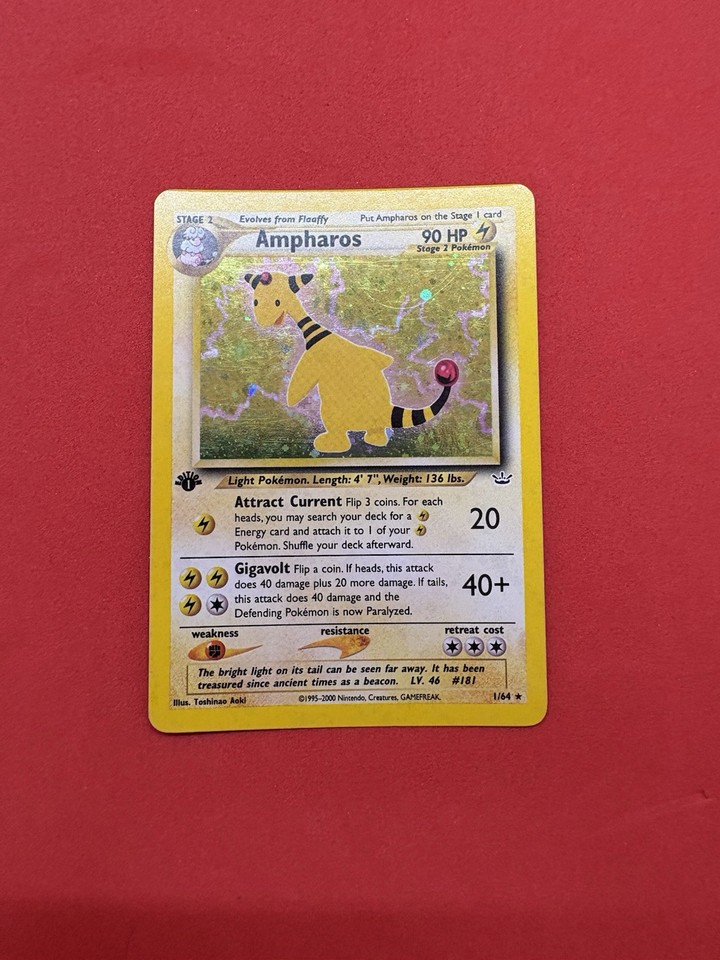 STAGE 2 Evolves from Flaaffy Put Ampharos on the Stage 1 card
Ampharos 90 HP
Stage 2 Pokémon
EDITION
1
Light Pokémon. Length: 4' 7", Weight: 136 lbs.
Attract Current Flip 3 coins. For each
heads, you may search your deck for a
Energy card and attach it to 1 of your
Pokémon. Shuffle your deck afterward.
20
Gigavolt Flip a coin. If heads, this attack
does 40 damage plus 20 more damage. If tails,
this attack does 40 damage and the
Defending Pokémon is now Paralyzed.
40+
weakness resistance retreat cost
The bright light on its tail can be seen far away. It has been
treasured since ancient times as a beacon. LV. 46 #181
Illus. Toshinao Aoki ©1995-2000 Nintendo, Creatures, GAMEFREAK. 1/64 ★